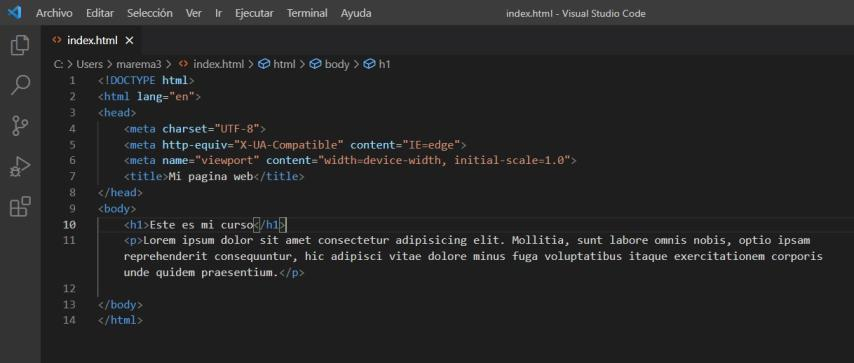 Archivo Editar Selección Ver Ir Ejecutar Terminal Ayuda index.html - Visual Studio Code
index.html
C: > Users > marema3 > index.html > html > body > h1
1 <!DOCTYPE html>
2 <html lang="en">
3 <head>
4 <meta charset="UTF-8">
5 <meta http-equiv="X-UA-Compatible" content="IE=edge">
6 <meta name="viewport" content="width=device-width, initial-scale=1.0">
7 <title>Mi pagina web</title>
8 </head>
9 <body>
10 <h1>Este es mi curso</h1>
11 <p>Lorem ipsum dolor sit amet consectetur adipisicing elit. Mollitia, sunt labore omnis nobis, optio ipsam
reprehenderit consequuntur, hic adipisci vitae dolore minus fuga voluptatibus itaque exercitationem corporis
unde quidem praesentium.</p>
12
13 </body>
14 </html>